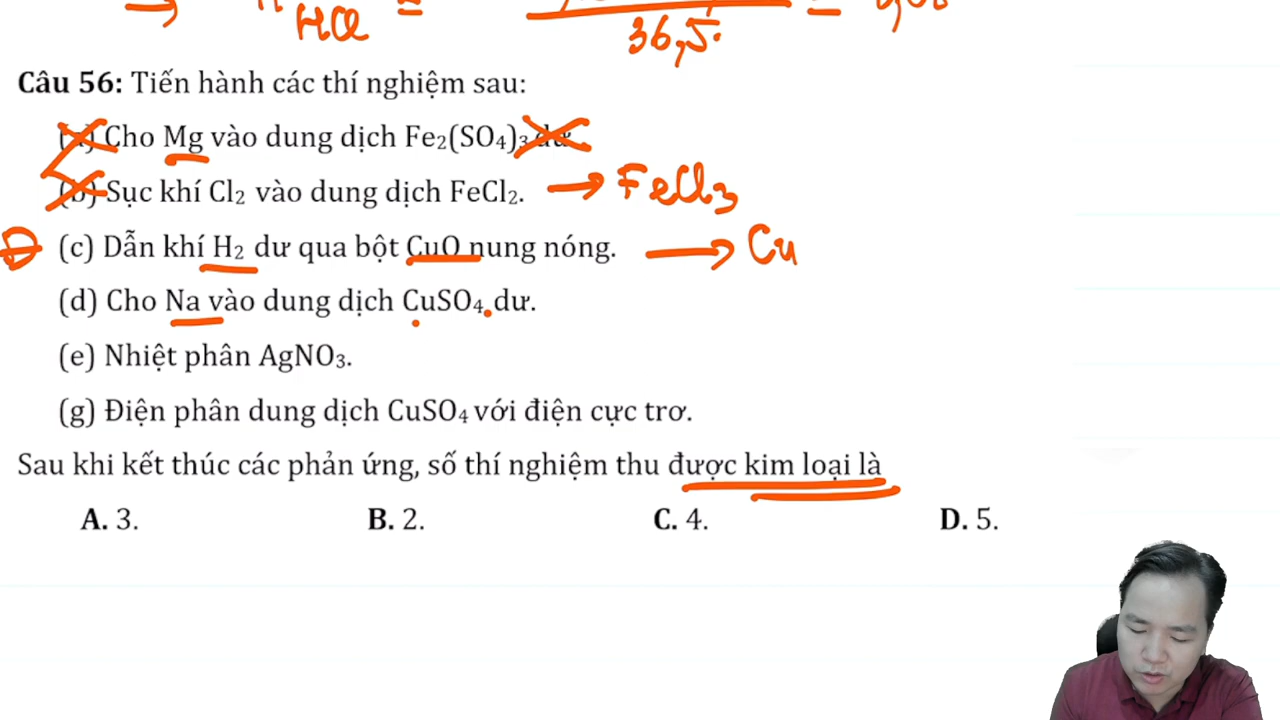 HCl =
36,5
Câu 56: Tiến hành các thí nghiệm sau:
(a) Cho Mg vào dung dịch Fe₂(SO₄)₃ dư.
(b) Sục khí Cl₂ vào dung dịch FeCl₂. → FeCl₃
(c) Dẫn khí H₂ dư qua bột CuO nung nóng. → Cu
(d) Cho Na vào dung dịch CuSO₄ dư.
(e) Nhiệt phân AgNO₃.
(g) Điện phân dung dịch CuSO₄ với điện cực trơ.
Sau khi kết thúc các phản ứng, số thí nghiệm thu được kim loại là
A. 3. B. 2. C. 4. D. 5.